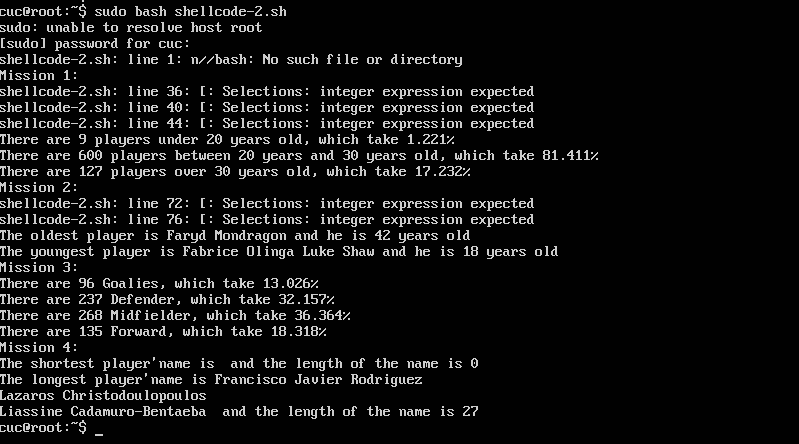 cuc@root:~$ sudo bash shellcode-2.sh
sudo: unable to resolve host root
[sudo] password for cuc:
shellcode-2.sh: line 1: n//bash: No such file or directory
Mission 1:
shellcode-2.sh: line 36: [: Selections: integer expression expected
shellcode-2.sh: line 40: [: Selections: integer expression expected
shellcode-2.sh: line 44: [: Selections: integer expression expected
There are 9 players under 20 years old, which take 1.221%
There are 600 players between 20 years and 30 years old, which take 81.411%
There are 127 players over 30 years old, which take 17.232%
Mission 2:
shellcode-2.sh: line 72: [: Selections: integer expression expected
shellcode-2.sh: line 76: [: Selections: integer expression expected
The oldest player is Faryd Mondragon and he is 42 years old
The youngest player is Fabrice Olinga Luke Shaw and he is 18 years old
Mission 3:
There are 96 Goalies, which take 13.026%
There are 237 Defender, which take 32.157%
There are 268 Midfielder, which take 36.364%
There are 135 Forward, which take 18.318%
Mission 4:
The shortest player'name is  and the length of the name is 0
The longest player'name is Francisco Javier Rodriguez
Lazaros Christodoulopoulos
Liassine Cadamuro-Bentaeba  and the length of the name is 27
cuc@root:~$ _